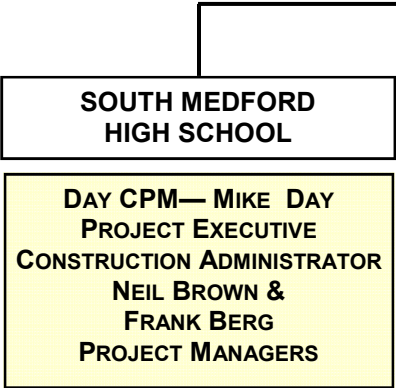 SOUTH MEDFORD
HIGH SCHOOL
DAY CPM— MIKE DAY
PROJECT EXECUTIVE
CONSTRUCTION ADMINISTRATOR
NEIL BROWN &
FRANK BERG
PROJECT MANAGERS